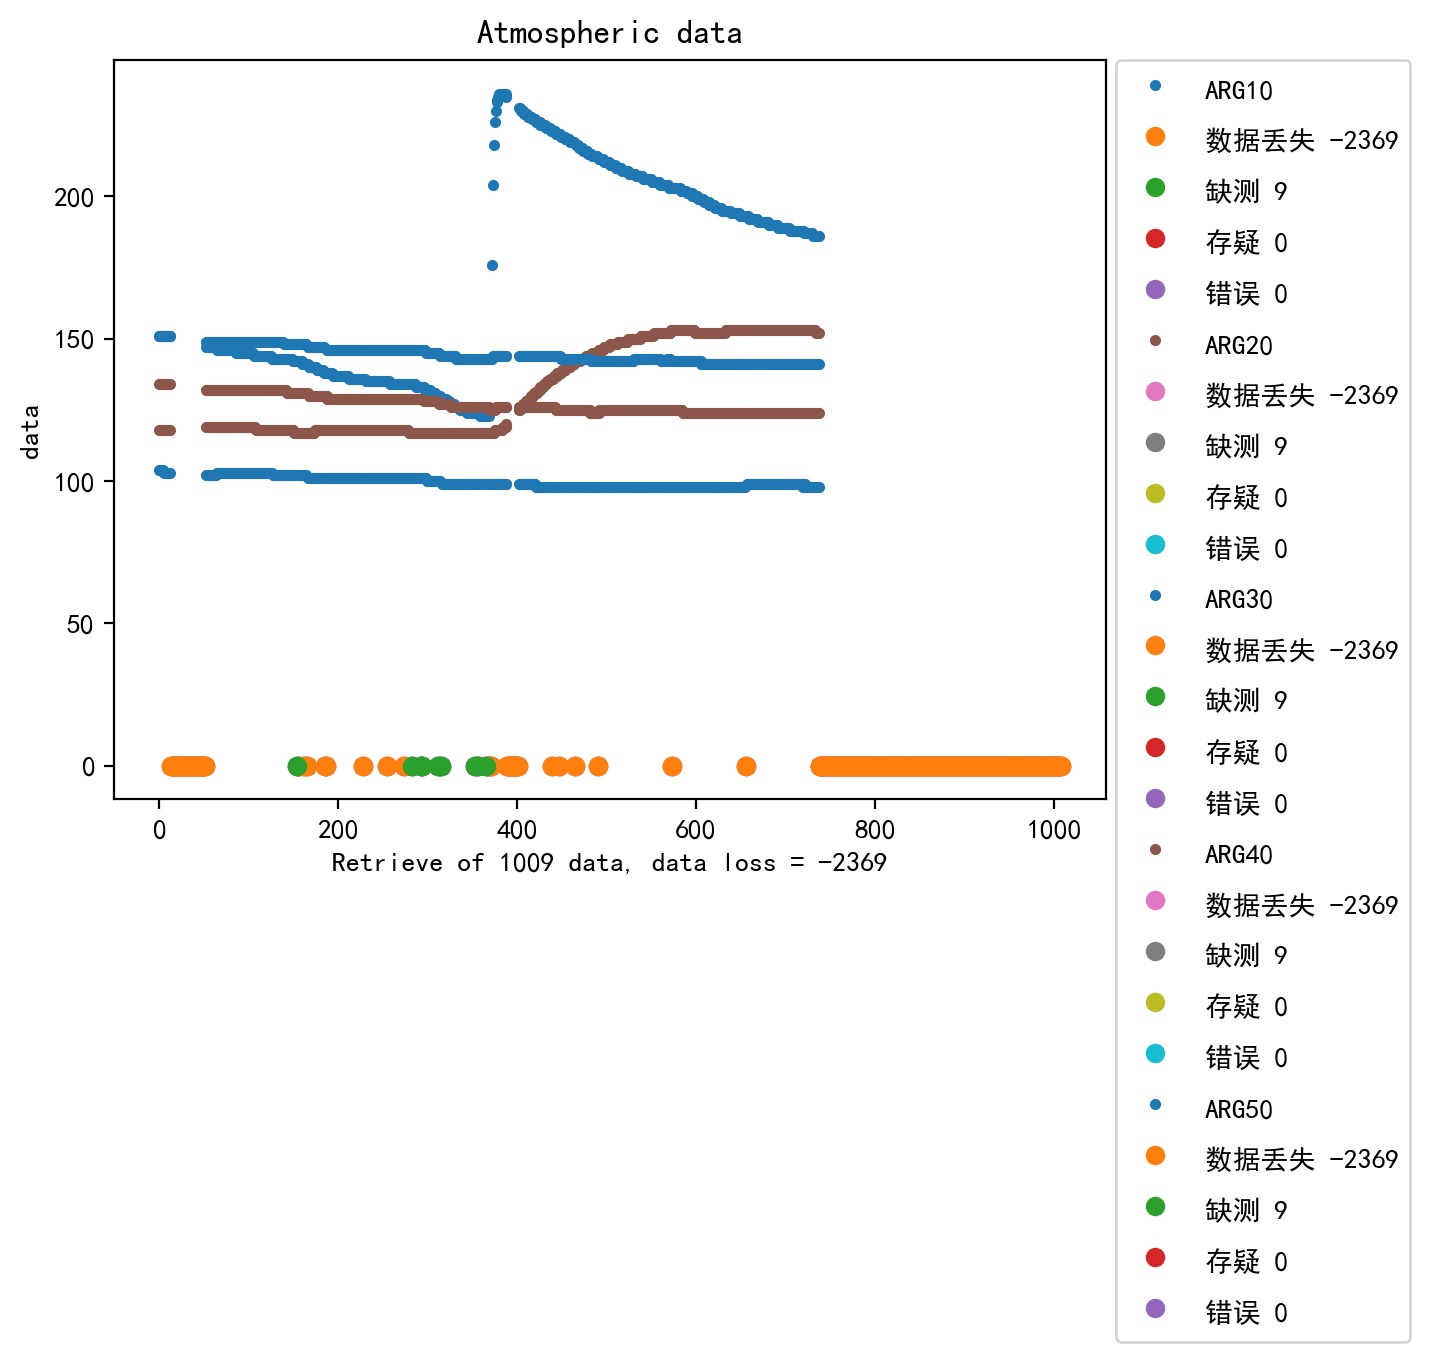 Atmospheric data
data
200
150
100
50
0
0 200 400 600 800 1000
Retrieve of 1009 data, data loss = -2369
ARG10
数据丢失 -2369
缺测 9
存疑 0
错误 0
ARG20
数据丢失 -2369
缺测 9
存疑 0
错误 0
ARG30
数据丢失 -2369
缺测 9
存疑 0
错误 0
ARG40
数据丢失 -2369
缺测 9
存疑 0
错误 0
ARG50
数据丢失 -2369
缺测 9
存疑 0
错误 0